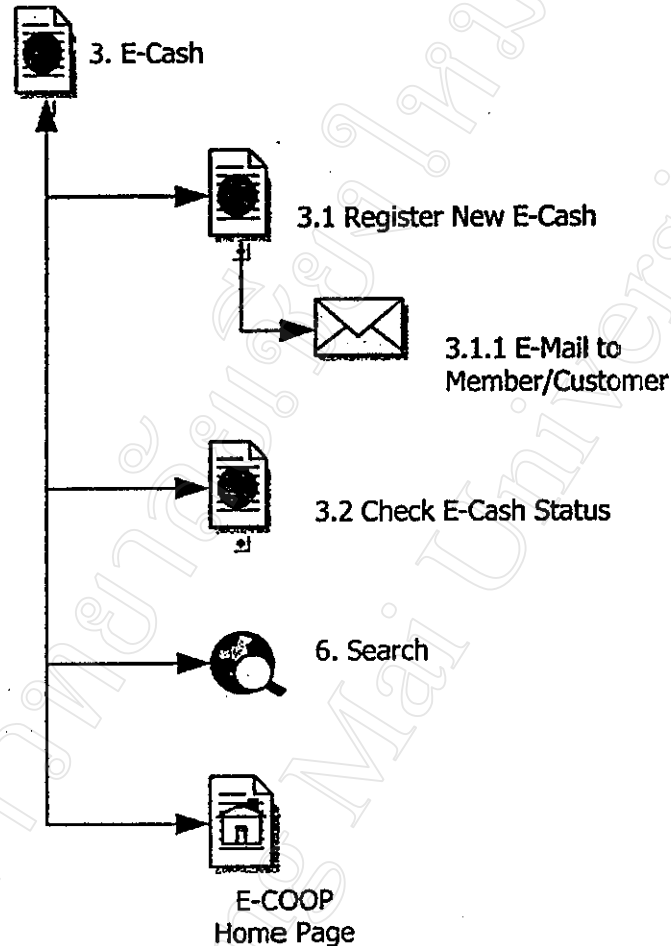 3. E-Cash
3.1 Register New E-Cash
3.1.1 E-Mail to
Member/Customer
3.2 Check E-Cash Status
6. Search
E-COOP
Home Page